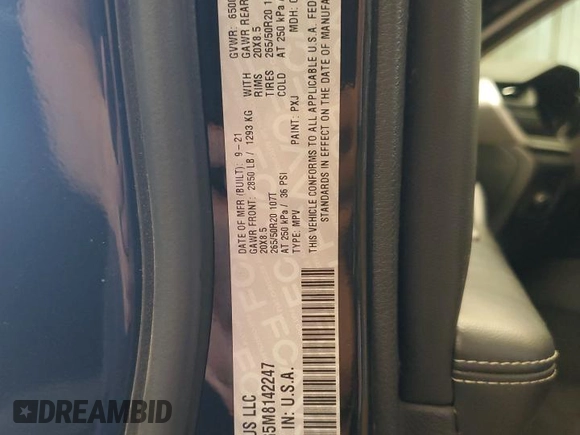 US LLC
5M8142247
IN: U.S.A.
DATE OF MFR (BUILT) 9-21
GAWR FRONT: 2850 LB / 1293 KG
20X8.5
265/50R20 107T
AT 250 kPa / 36 PSI
TYPE: MPV
PAINT: PXJ
GVWR: 650
GAWR REAR
WITH 20X8.5
RIMS 265/50R20
TIRES AT 250 kPa
COLD
MDH:
THIS VEHICLE CONFORMS TO ALL APPLICABLE U.S.A. FED
STANDARDS IN EFFECT ON THE DATE OF MANUFA
DREAMBID